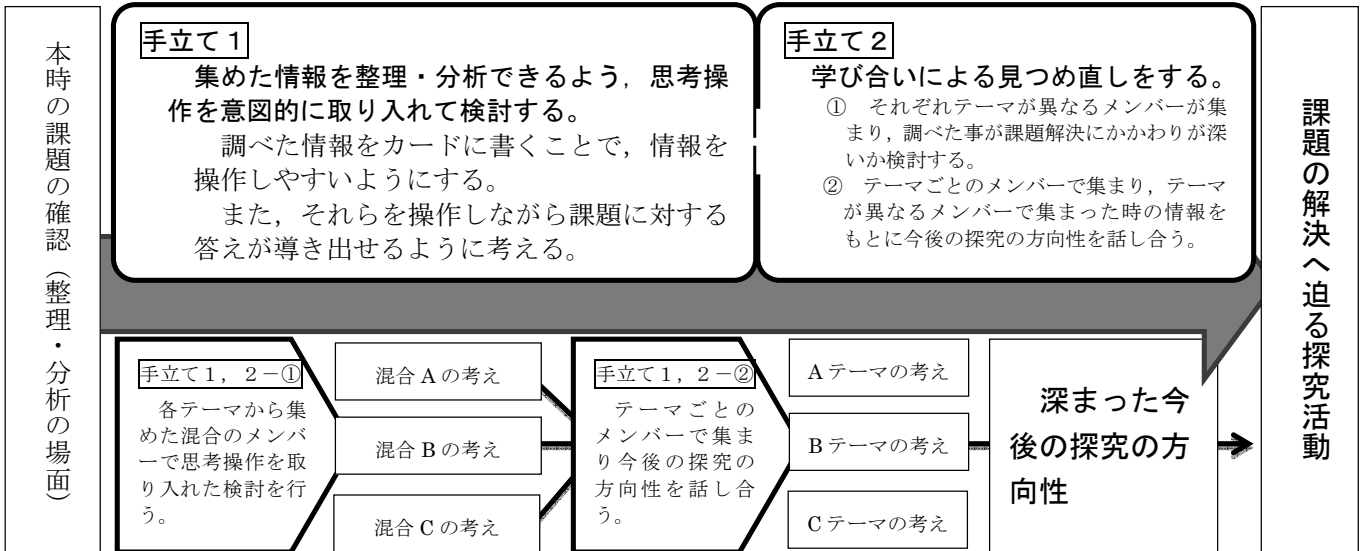 本時の課題の確認（整理・分析の場面）
手立て１
集めた情報を整理・分析できるよう，思考操
作を意図的に取り入れて検討する。
調べた情報をカードに書くことで，情報を
操作しやすいようにする。
また，それらを操作しながら課題に対する
答えが導き出せるように考える。
手立て２
学び合いによる見つめ直しをする。
①　それぞれテーマが異なるメンバーが集
まり，調べた事が課題解決にかかわりが深
いか検討する。
②　テーマごとのメンバーで集まり，テーマ
が異なるメンバーで集まった時の情報を
もとに今後の探究の方向性を話し合う。
手立て１，２－①
各テーマから集
めた混合のメンバ
ーで思考操作を取
り入れた検討を行
う。
混合 A の考え
混合 B の考え
混合 C の考え
手立て１，２－②
テーマごとの
メンバーで集ま
り今後の探究の
方向性を話し合
う。
A テーマの考え
B テーマの考え
C テーマの考え
深まった今
後の探究の方
向性
課題の解決へ迫る探究活動